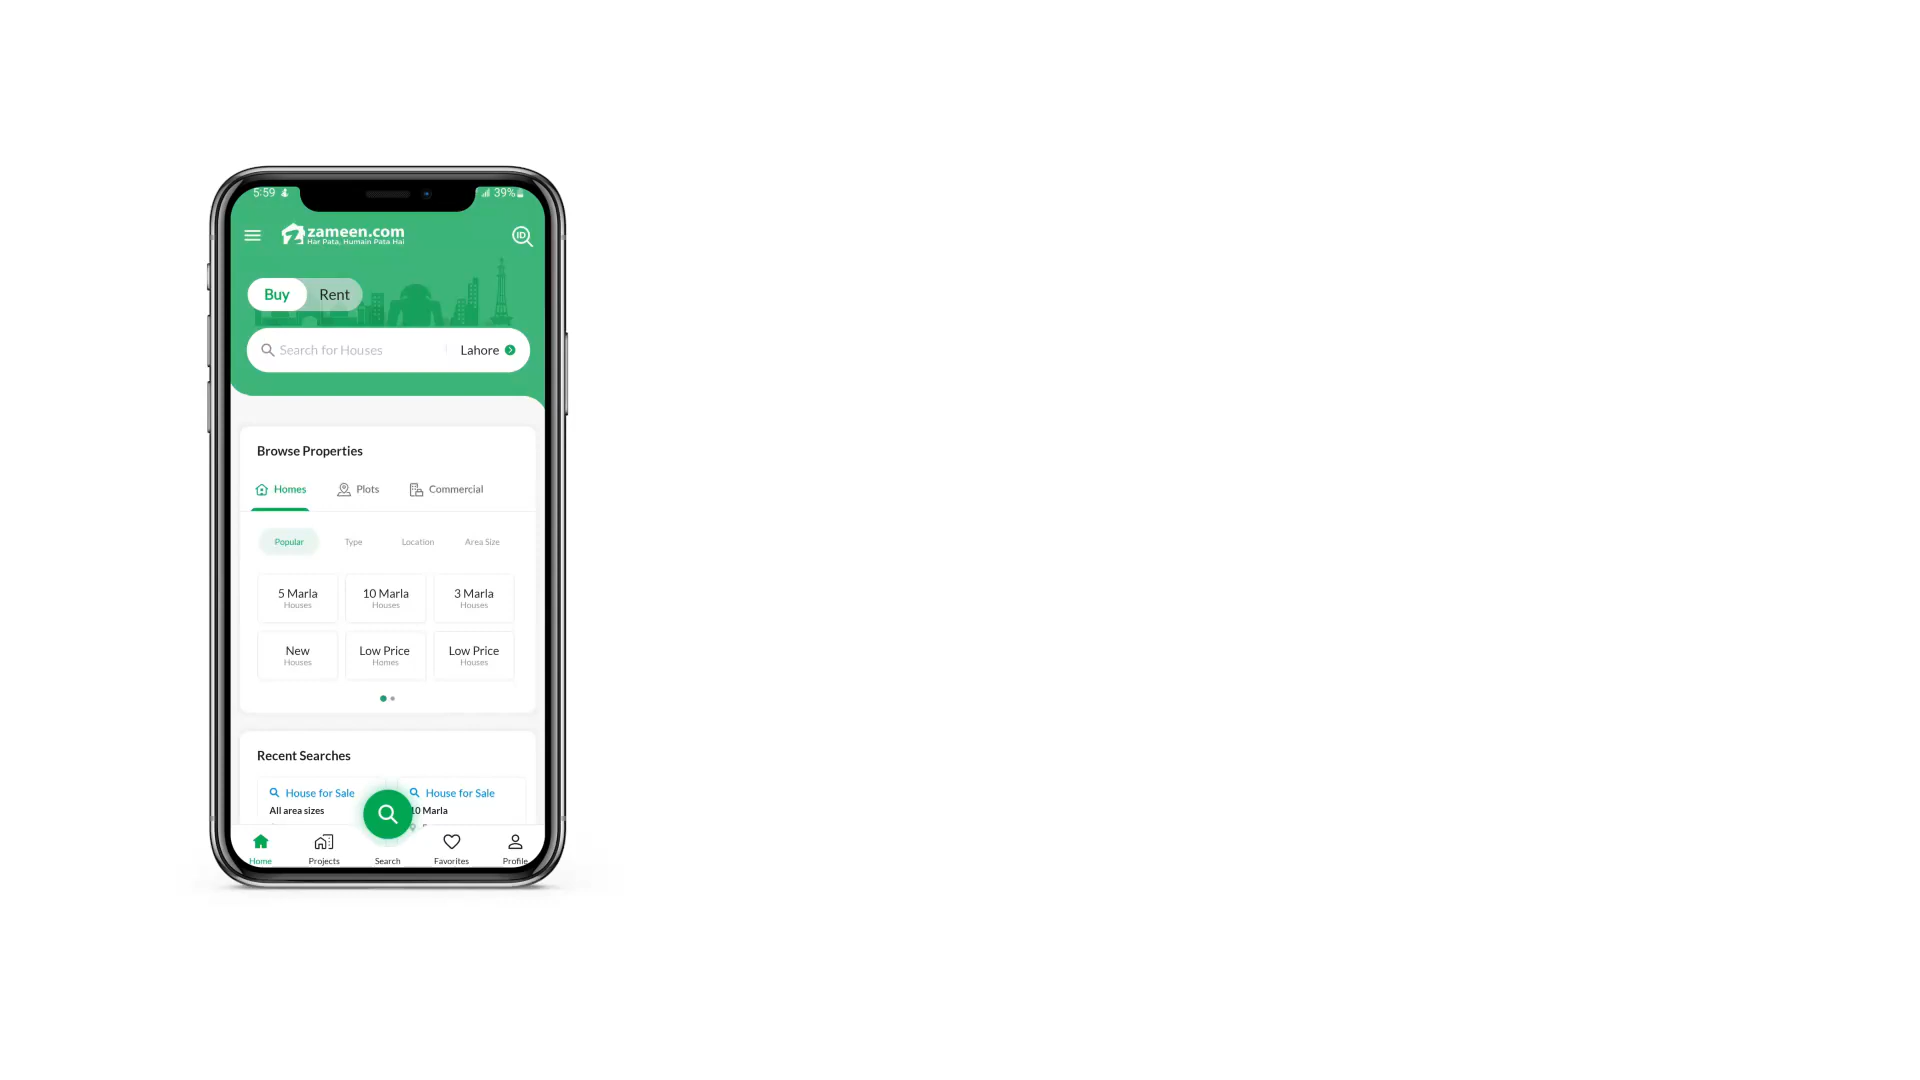 5:59 39%
zameen.com
Har Pata, Humain Pata Hai
ID
Buy Rent
Search for Houses Lahore
Browse Properties
Homes Plots Commercial
Popular Type Location Area Size
5 Marla 10 Marla 3 Marla
Houses Houses Houses
New Low Price Low Price
Houses Homes Houses
Recent Searches
House for Sale House for Sale
All area sizes 10 Marla
Home Projects Search Favorites Profile